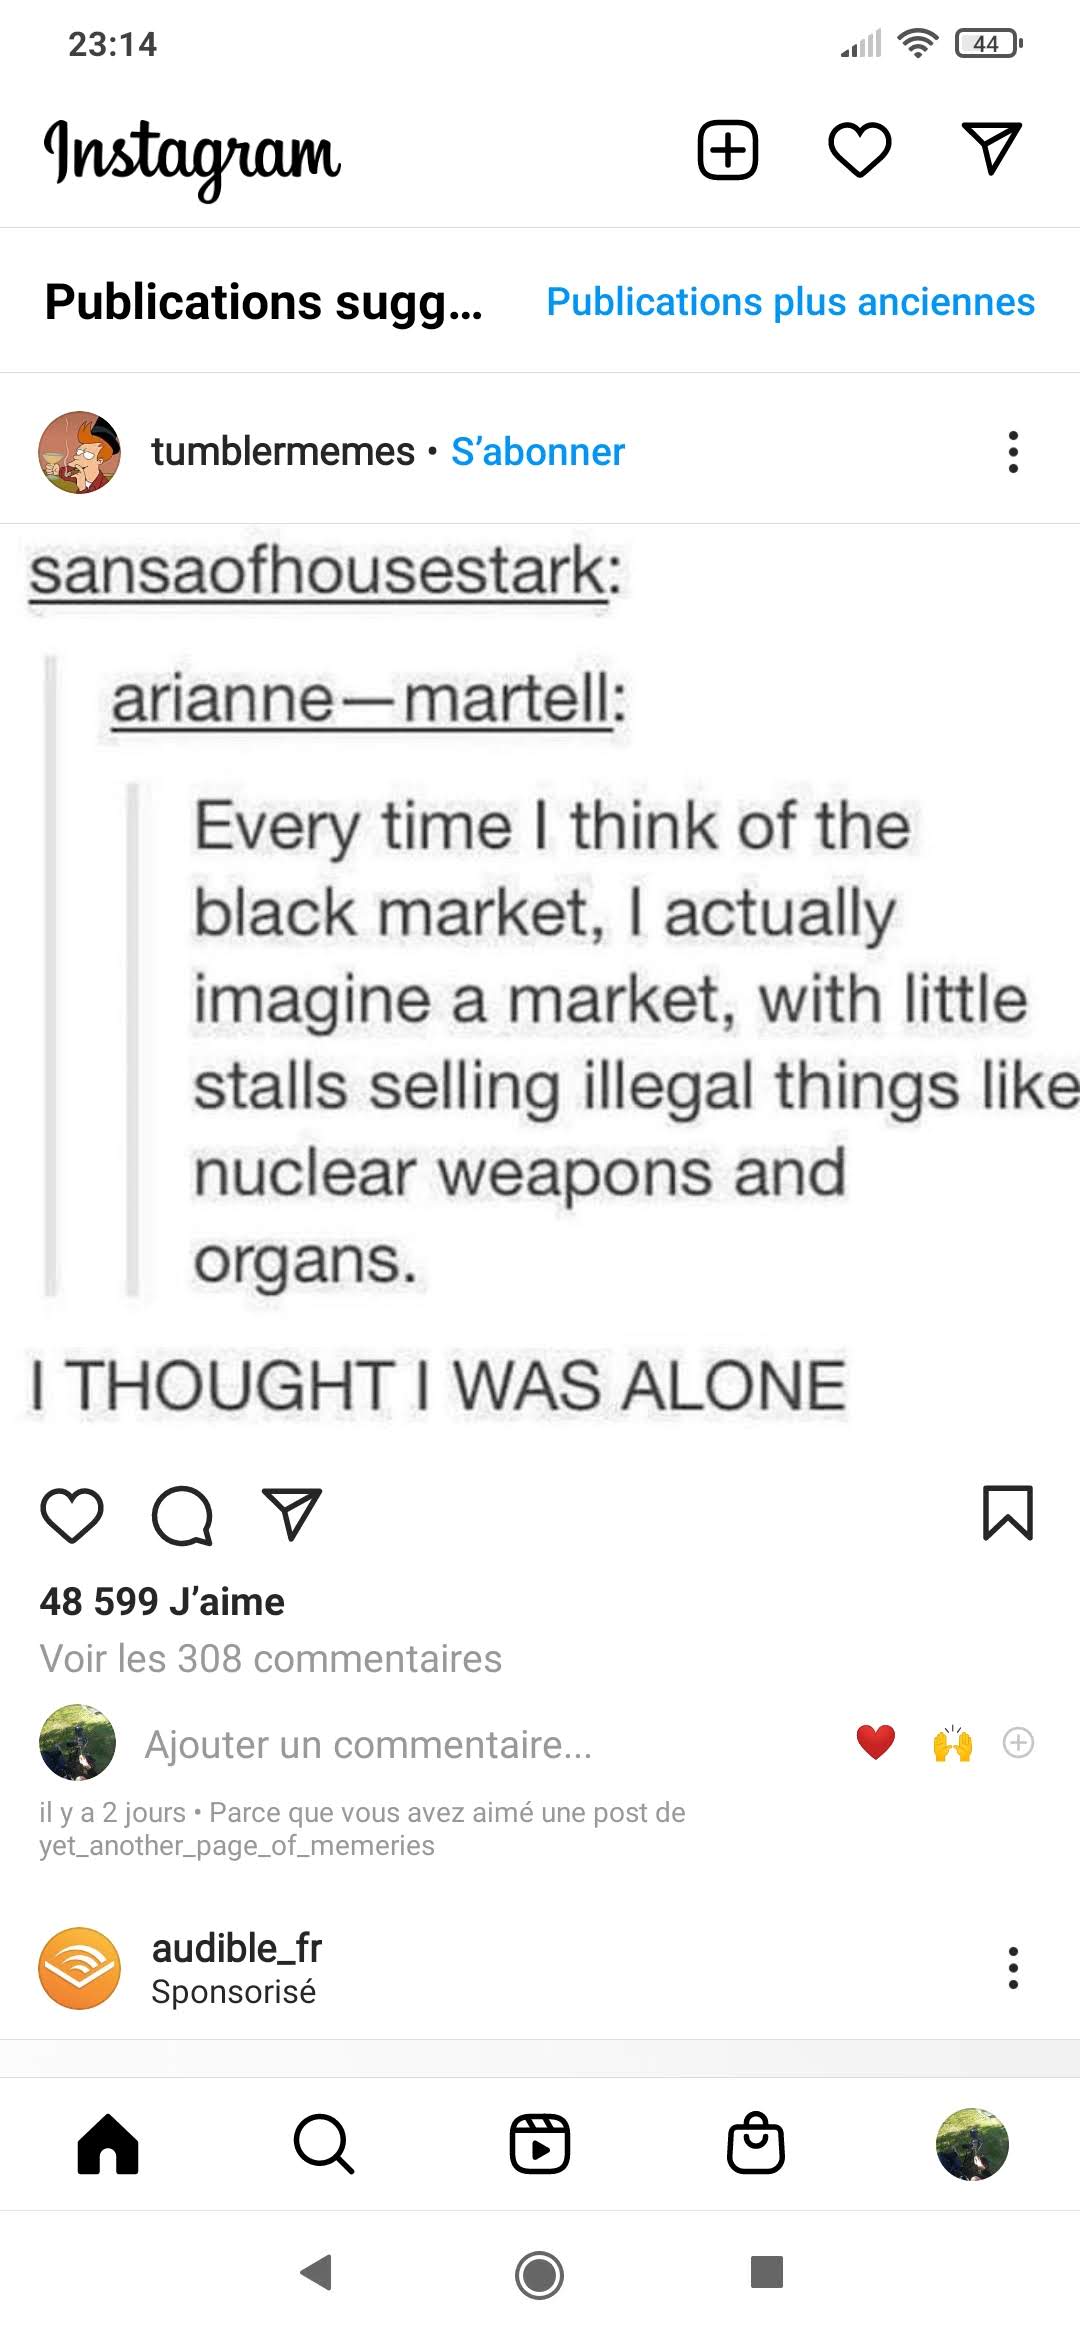 23:14
44
Instagram
Publications sugg...
Publications plus anciennes
tumblermemes • S’abonner
sansaofhousestark:
arianne—martell:
Every time I think of the
black market, I actually
imagine a market, with little
stalls selling illegal things like
nuclear weapons and
organs.
I THOUGHT I WAS ALONE
48 599 J’aime
Voir les 308 commentaires
Ajouter un commentaire...
il y a 2 jours • Parce que vous avez aimé une post de
yet_another_page_of_memeries
audible_fr
Sponsorisé